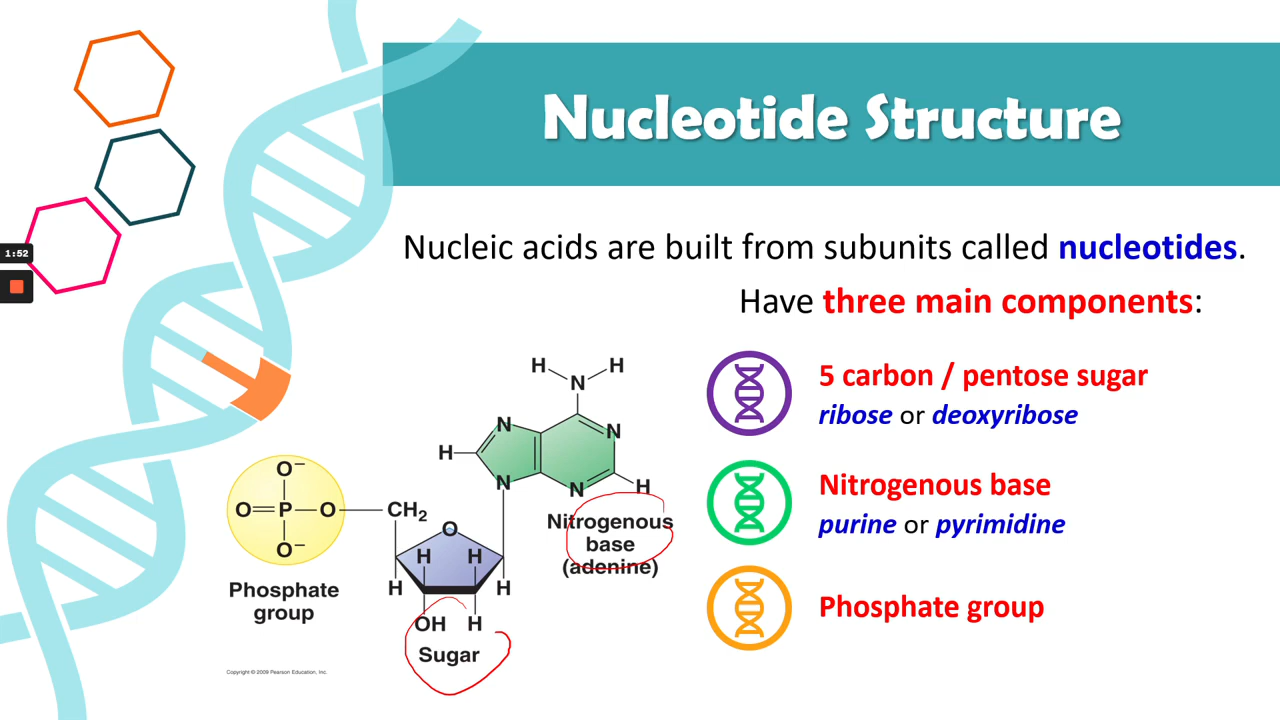 Nucleotide Structure
1:52
Nucleic acids are built from subunits called nucleotides.
Have three main components:
5 carbon / pentose sugar
ribose or deoxyribose
Nitrogenous base
purine or pyrimidine
Phosphate group
H H
N
N N
H
N N H
O⁻
O=P—O—CH₂
O⁻
O
H H
H H
OH H
Phosphate
group
Sugar
Nitrogenous
base
(adenine)
Copyright © 2009 Pearson Education, Inc.